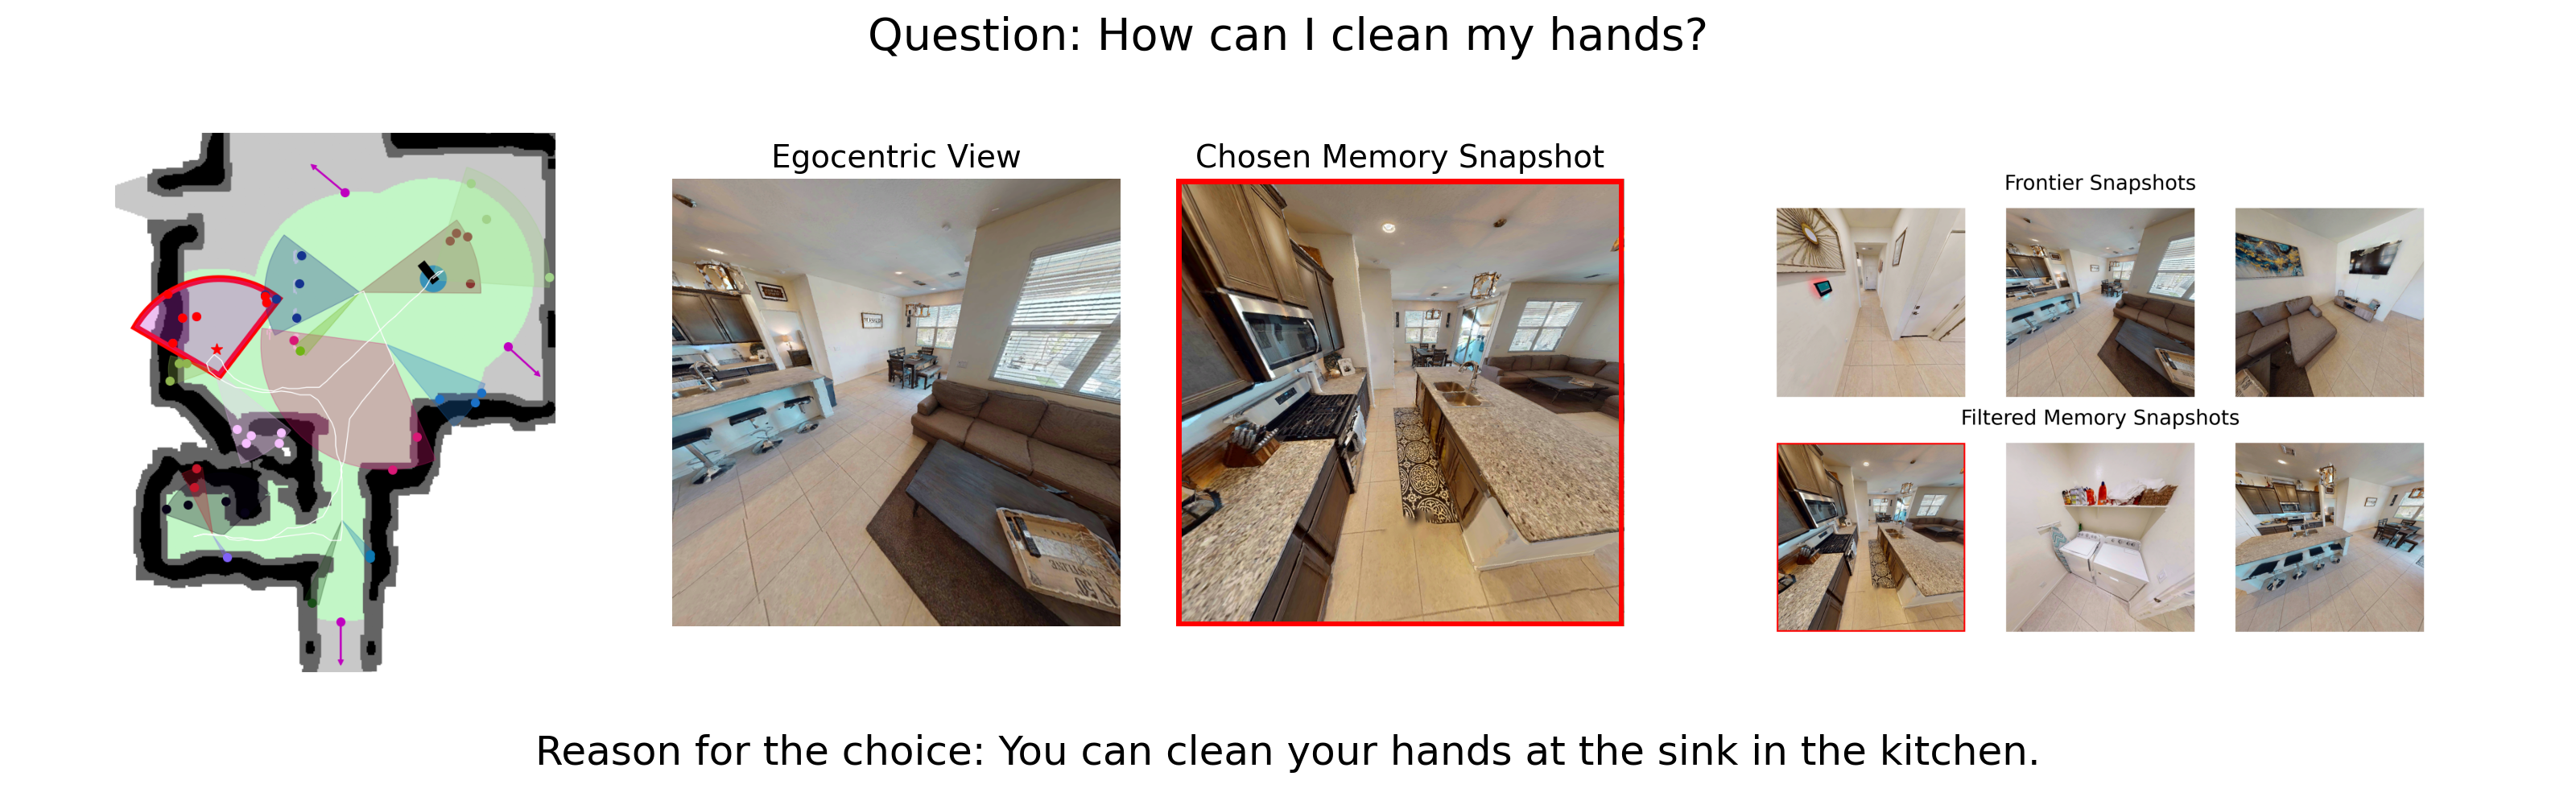 Question: How can I clean my hands?
Egocentric View
Chosen Memory Snapshot
Frontier Snapshots
Filtered Memory Snapshots
Reason for the choice: You can clean your hands at the sink in the kitchen.